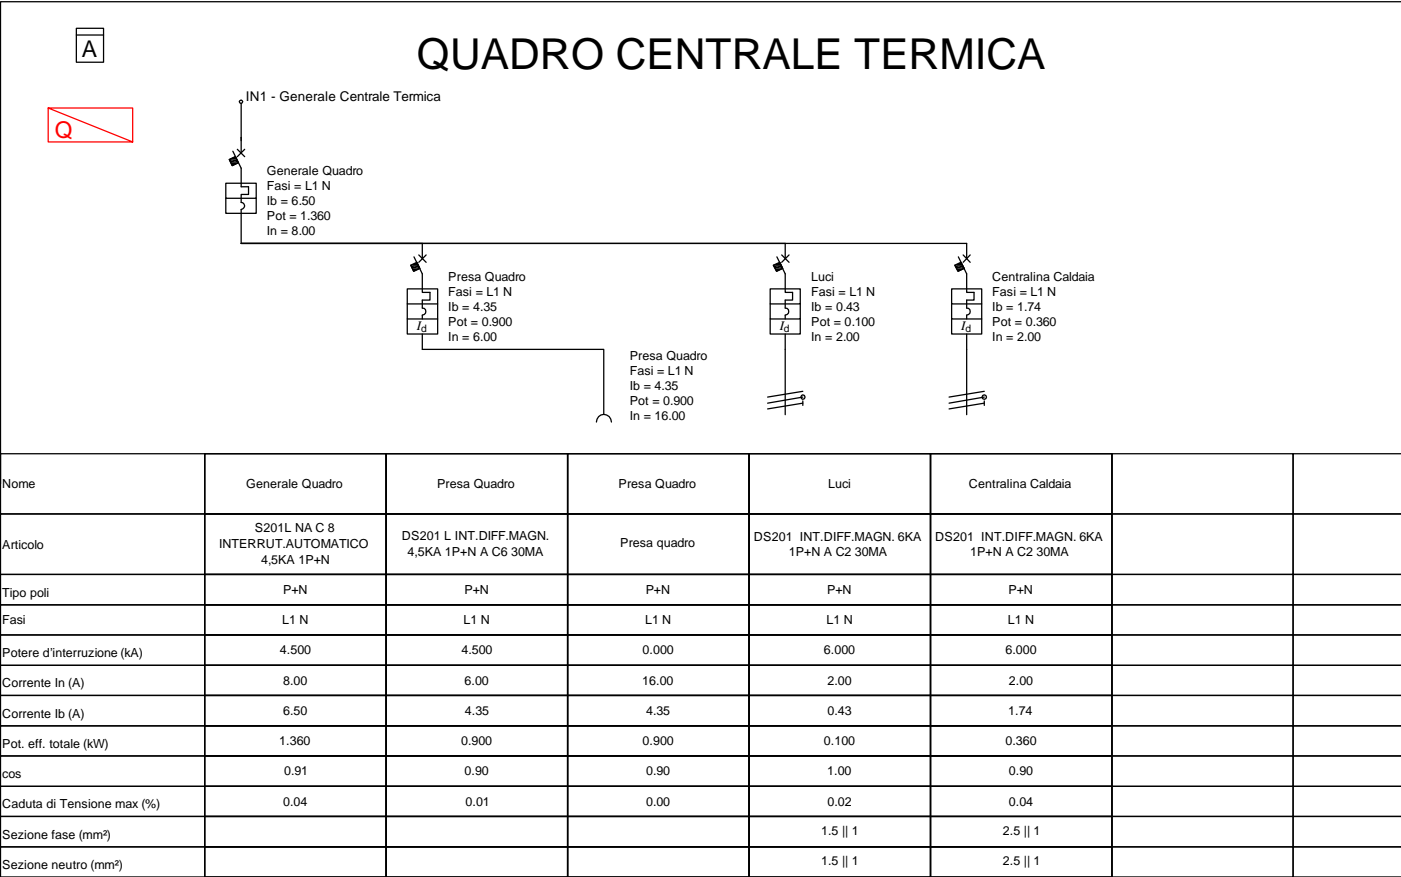 A
QUADRO CENTRALE TERMICA
Q
IN1 - Generale Centrale Termica
Generale Quadro
Fasi = L1 N
Ib = 6.50
Pot = 1.360
In = 8.00
Presa Quadro
Fasi = L1 N
Ib = 4.35
Pot = 0.900
In = 6.00
Id
Presa Quadro
Fasi = L1 N
Ib = 4.35
Pot = 0.900
In = 16.00
Luci
Fasi = L1 N
Ib = 0.43
Pot = 0.100
In = 2.00
Id
Centralina Caldaia
Fasi = L1 N
Ib = 1.74
Pot = 0.360
In = 2.00
Id
Nome Generale Quadro Presa Quadro Presa Quadro Luci Centralina Caldaia
Articolo
S201L NA C 8
INTERRUT.AUTOMATICO
4,5KA 1P+N
DS201 L INT.DIFF.MAGN.
4,5KA 1P+N A C6 30MA
Presa quadro
DS201 INT.DIFF.MAGN. 6KA
1P+N A C2 30MA
DS201 INT.DIFF.MAGN. 6KA
1P+N A C2 30MA
Tipo poli P+N P+N P+N P+N P+N
Fasi L1 N L1 N L1 N L1 N L1 N
Potere d'interruzione (kA) 4.500 4.500 0.000 6.000 6.000
Corrente In (A) 8.00 6.00 16.00 2.00 2.00
Corrente Ib (A) 6.50 4.35 4.35 0.43 1.74
Pot. eff. totale (kW) 1.360 0.900 0.900 0.100 0.360
cos 0.91 0.90 0.90 1.00 0.90
Caduta di Tensione max (%) 0.04 0.01 0.00 0.02 0.04
Sezione fase (mm²) 1.5 || 1 2.5 || 1
Sezione neutro (mm²) 1.5 || 1 2.5 || 1